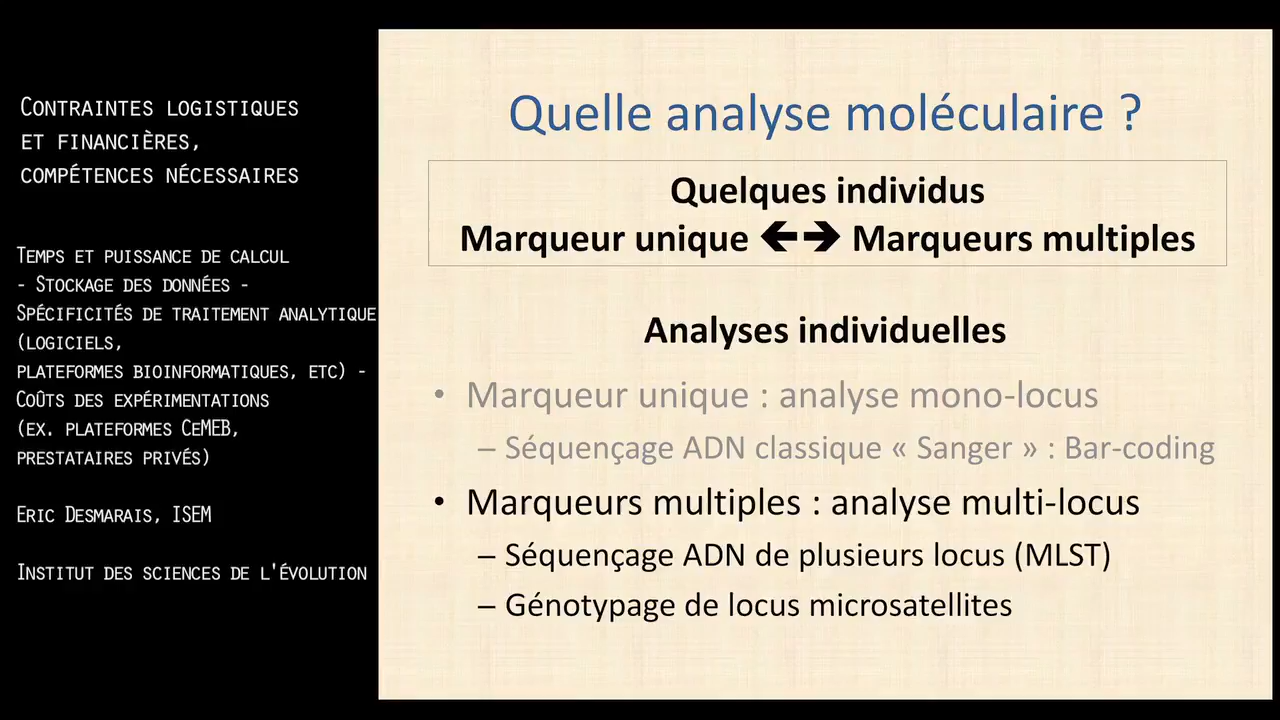 Contraintes logistiques
et financières,
compétences nécessaires
Temps et puissance de calcul
- Stockage des données -
Spécificités de traitement analytique
(logiciels,
plateformes bioinformatiques, etc) -
Coûts des expérimentations
(ex. plateformes CeMEB,
prestataires privés)
Eric Desmarais, ISEM
Institut des sciences de l'évolution
Quelle analyse moléculaire ?
Quelques individus
Marqueur unique 🡸🡺 Marqueurs multiples
Analyses individuelles
• Marqueur unique : analyse mono-locus
– Séquençage ADN classique « Sanger » : Bar-coding
• Marqueurs multiples : analyse multi-locus
– Séquençage ADN de plusieurs locus (MLST)
– Génotypage de locus microsatellites